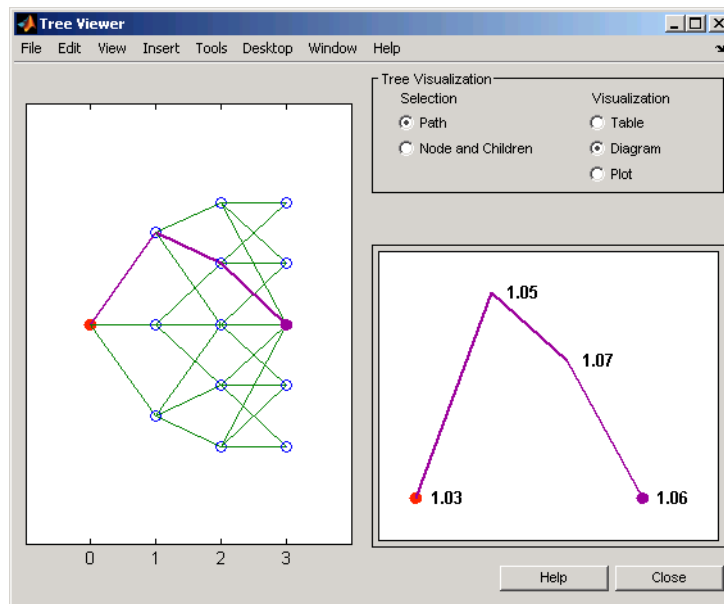 Tree Viewer
File Edit View Insert Tools Desktop Window Help
Tree Visualization
Selection Visualization
Path Table
Node and Children Diagram
Plot
1.05
1.07
1.03 1.06
0 1 2 3
Help Close